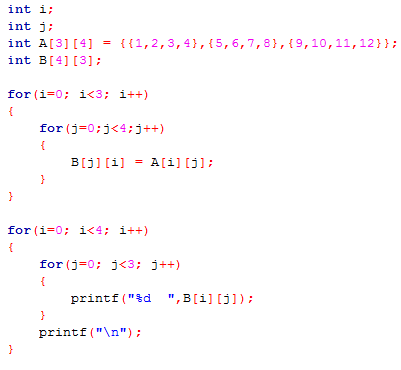 int i;
int j;
int A[3][4] = {{1,2,3,4},{5,6,7,8},{9,10,11,12}};
int B[4][3];
for(i=0; i<3; i++)
{
for(j=0;j<4;j++)
{
B[j][i] = A[i][j];
}
}
for(i=0; i<4; i++)
{
for(j=0; j<3; j++)
{
printf("%d  ",B[i][j]);
}
printf("\n");
}